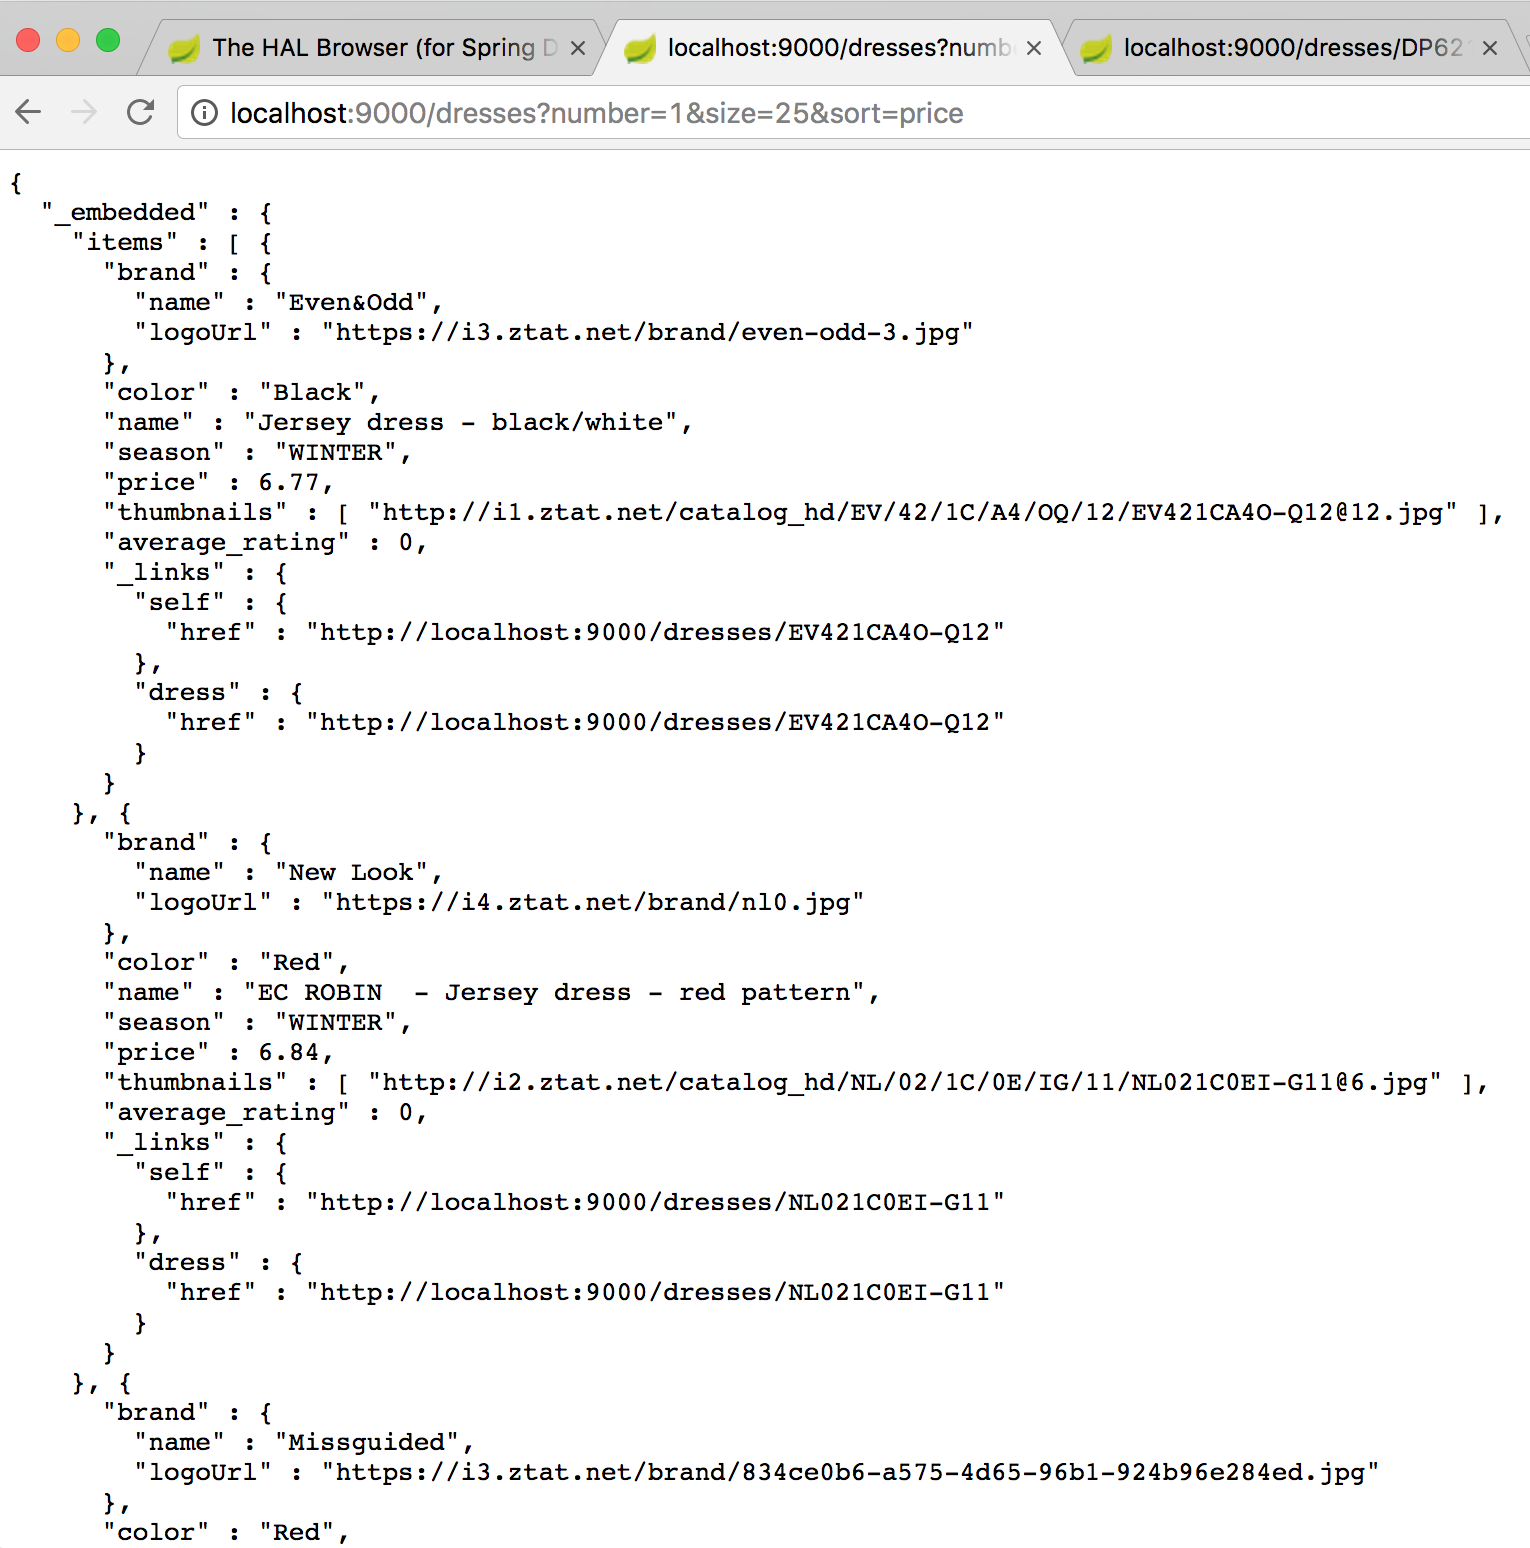 The HAL Browser (for Spring D
localhost:9000/dresses?numb
localhost:9000/dresses/DP621
localhost:9000/dresses?number=1&size=25&sort=price
{
  "_embedded" : {
    "items" : [ {
      "brand" : {
        "name" : "Even&Odd",
        "logoUrl" : "https://i3.ztat.net/brand/even-odd-3.jpg"
      },
      "color" : "Black",
      "name" : "Jersey dress - black/white",
      "season" : "WINTER",
      "price" : 6.77,
      "thumbnails" : [ "http://i1.ztat.net/catalog_hd/EV/42/1C/A4/OQ/12/EV421CA4O-Q12@12.jpg" ],
      "average_rating" : 0,
      "_links" : {
        "self" : {
          "href" : "http://localhost:9000/dresses/EV421CA4O-Q12"
        },
        "dress" : {
          "href" : "http://localhost:9000/dresses/EV421CA4O-Q12"
        }
      }
    }, {
      "brand" : {
        "name" : "New Look",
        "logoUrl" : "https://i4.ztat.net/brand/nl0.jpg"
      },
      "color" : "Red",
      "name" : "EC ROBIN  - Jersey dress - red pattern",
      "season" : "WINTER",
      "price" : 6.84,
      "thumbnails" : [ "http://i2.ztat.net/catalog_hd/NL/02/1C/0E/IG/11/NL021C0EI-G11@6.jpg" ],
      "average_rating" : 0,
      "_links" : {
        "self" : {
          "href" : "http://localhost:9000/dresses/NL021C0EI-G11"
        },
        "dress" : {
          "href" : "http://localhost:9000/dresses/NL021C0EI-G11"
        }
      }
    }, {
      "brand" : {
        "name" : "Missguided",
        "logoUrl" : "https://i3.ztat.net/brand/834ce0b6-a575-4d65-96b1-924b96e284ed.jpg"
      },
      "color" : "Red",